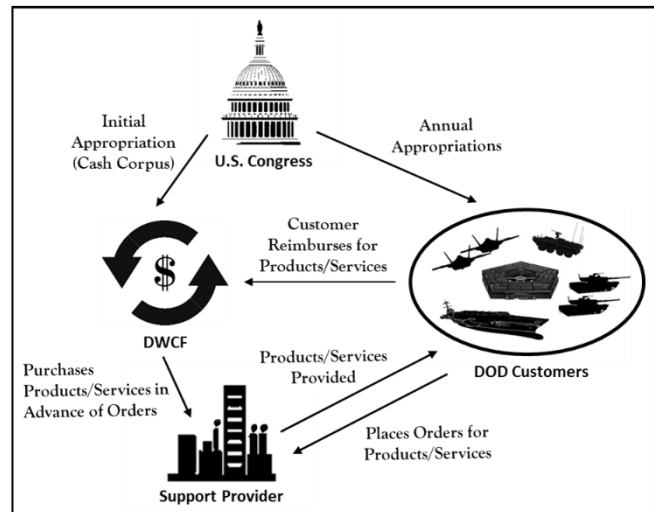 U.S. Congress
Initial
Appropriation
(Cash Corpus)
Annual
Appropriations
Customer
Reimburses for
Products/Services
$
DWCF
DOD Customers
Purchases
Products/Services in
Advance of Orders
Products/Services
Provided
Places Orders for
Products/Services
Support Provider